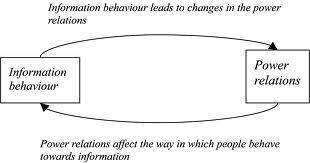 Information behaviour leads to changes in the power
relations
Information
behaviour
Power
relations
Power relations affect the way in which people behave
towards information